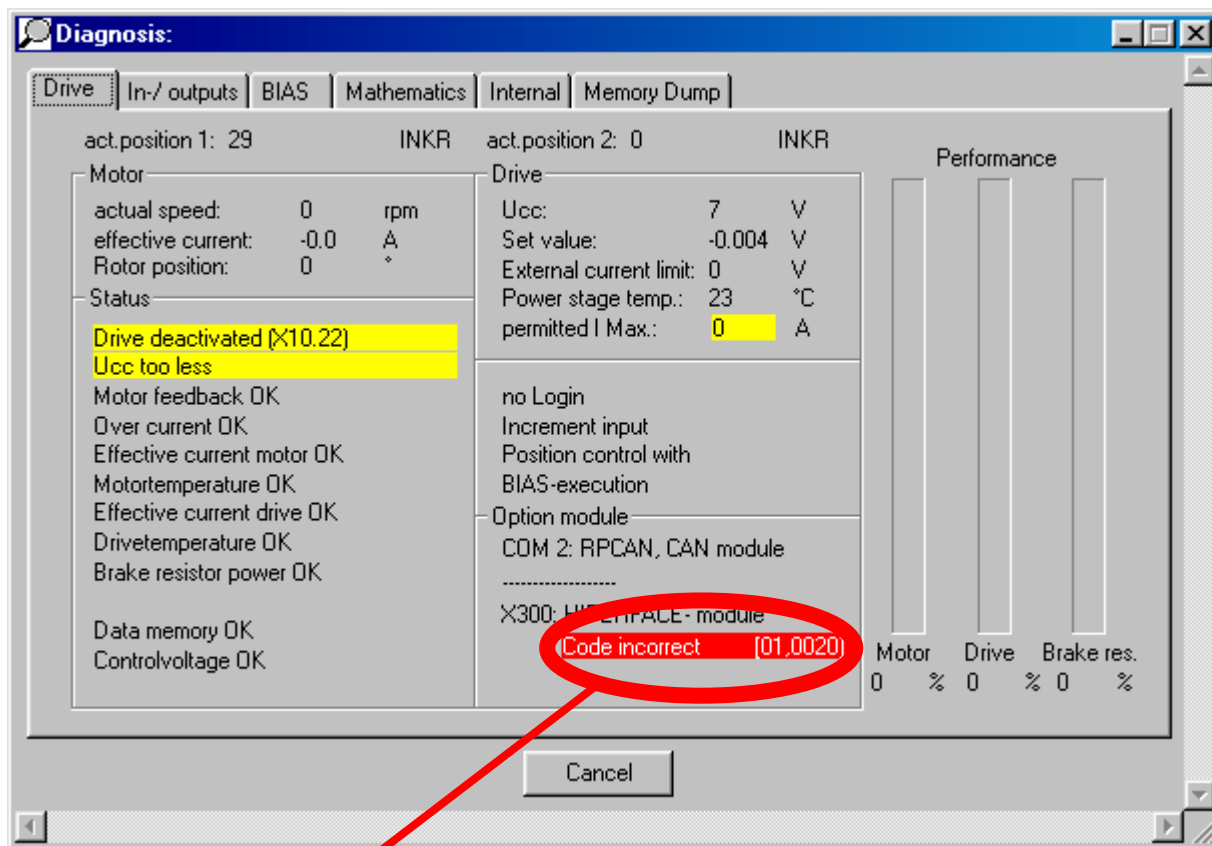 Diagnosis:
Drive In-/ outputs BIAS Mathematics Internal Memory Dump
act.position 1: 29 INKR act.position 2: 0 INKR
Performance
Motor
actual speed: 0 rpm
effective current: -0.0 A
Rotor position: 0 °
Status
Drive deactivated (X10.22)
Ucc too less
Motor feedback OK
Over current OK
Effective current motor OK
Motortemperature OK
Effective current drive OK
Drivetemperature OK
Brake resistor power OK
Data memory OK
Controlvoltage OK
Drive
Ucc: 7 V
Set value: -0.004 V
External current limit: 0 V
Power stage temp.: 23 °C
permitted I Max.: 0 A
no Login
Increment input
Position control with
BIAS-execution
Option module
COM 2: RPCAN, CAN module
-------------------
X300: module
(Code incorrect [01,0020)
Motor Drive Brake res.
0 % 0 % 0 %
Cancel